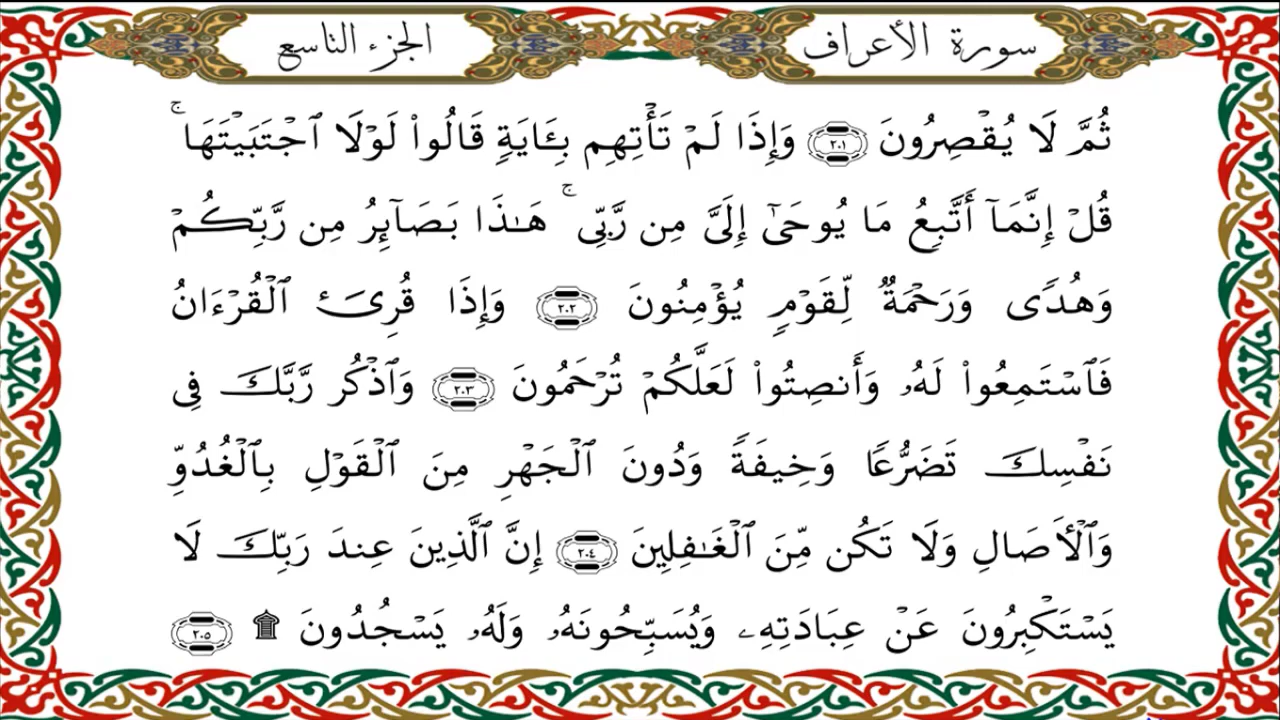 سورة الأعراف
الجزء التاسع
ثُمَّ لَا يُقۡصِرُونَ ٢٠١ وَإِذَا لَمۡ تَأۡتِهِم بِـَٔايَةٖ قَالُواْ لَوۡلَا ٱجۡتَبَيۡتَهَاۚ
قُلۡ إِنَّمَآ أَتَّبِعُ مَا يُوحَىٰٓ إِلَىَّ مِن رَّبِّىۚ هَٰذَا بَصَآئِرُ مِن رَّبِّكُمۡ
وَهُدٗى وَرَحۡمَةٞ لِّقَوۡمٖ يُؤۡمِنُونَ ٢٠٢ وَإِذَا قُرِئَ ٱلۡقُرۡءَانُ
فَٱسۡتَمِعُواْ لَهُۥ وَأَنصِتُواْ لَعَلَّكُمۡ تُرۡحَمُونَ ٢٠٣ وَٱذۡكُر رَّبَّكَ فِى
نَفۡسِكَ تَضَرُّعٗا وَخِيفَةٗ وَدُونَ ٱلۡجَهۡرِ مِنَ ٱلۡقَوۡلِ بِٱلۡغُدُوِّ
وَٱلۡأٓصَالِ وَلَا تَكُن مِّنَ ٱلۡغَٰفِلِينَ ٢٠٤ إِنَّ ٱلَّذِينَ عِندَ رَبِّكَ لَا
يَسۡتَكۡبِرُونَ عَنۡ عِبَادَتِهِۦ وَيُسَبِّحُونَهُۥ وَلَهُۥ يَسۡجُدُونَ ۩ ٢٠٥